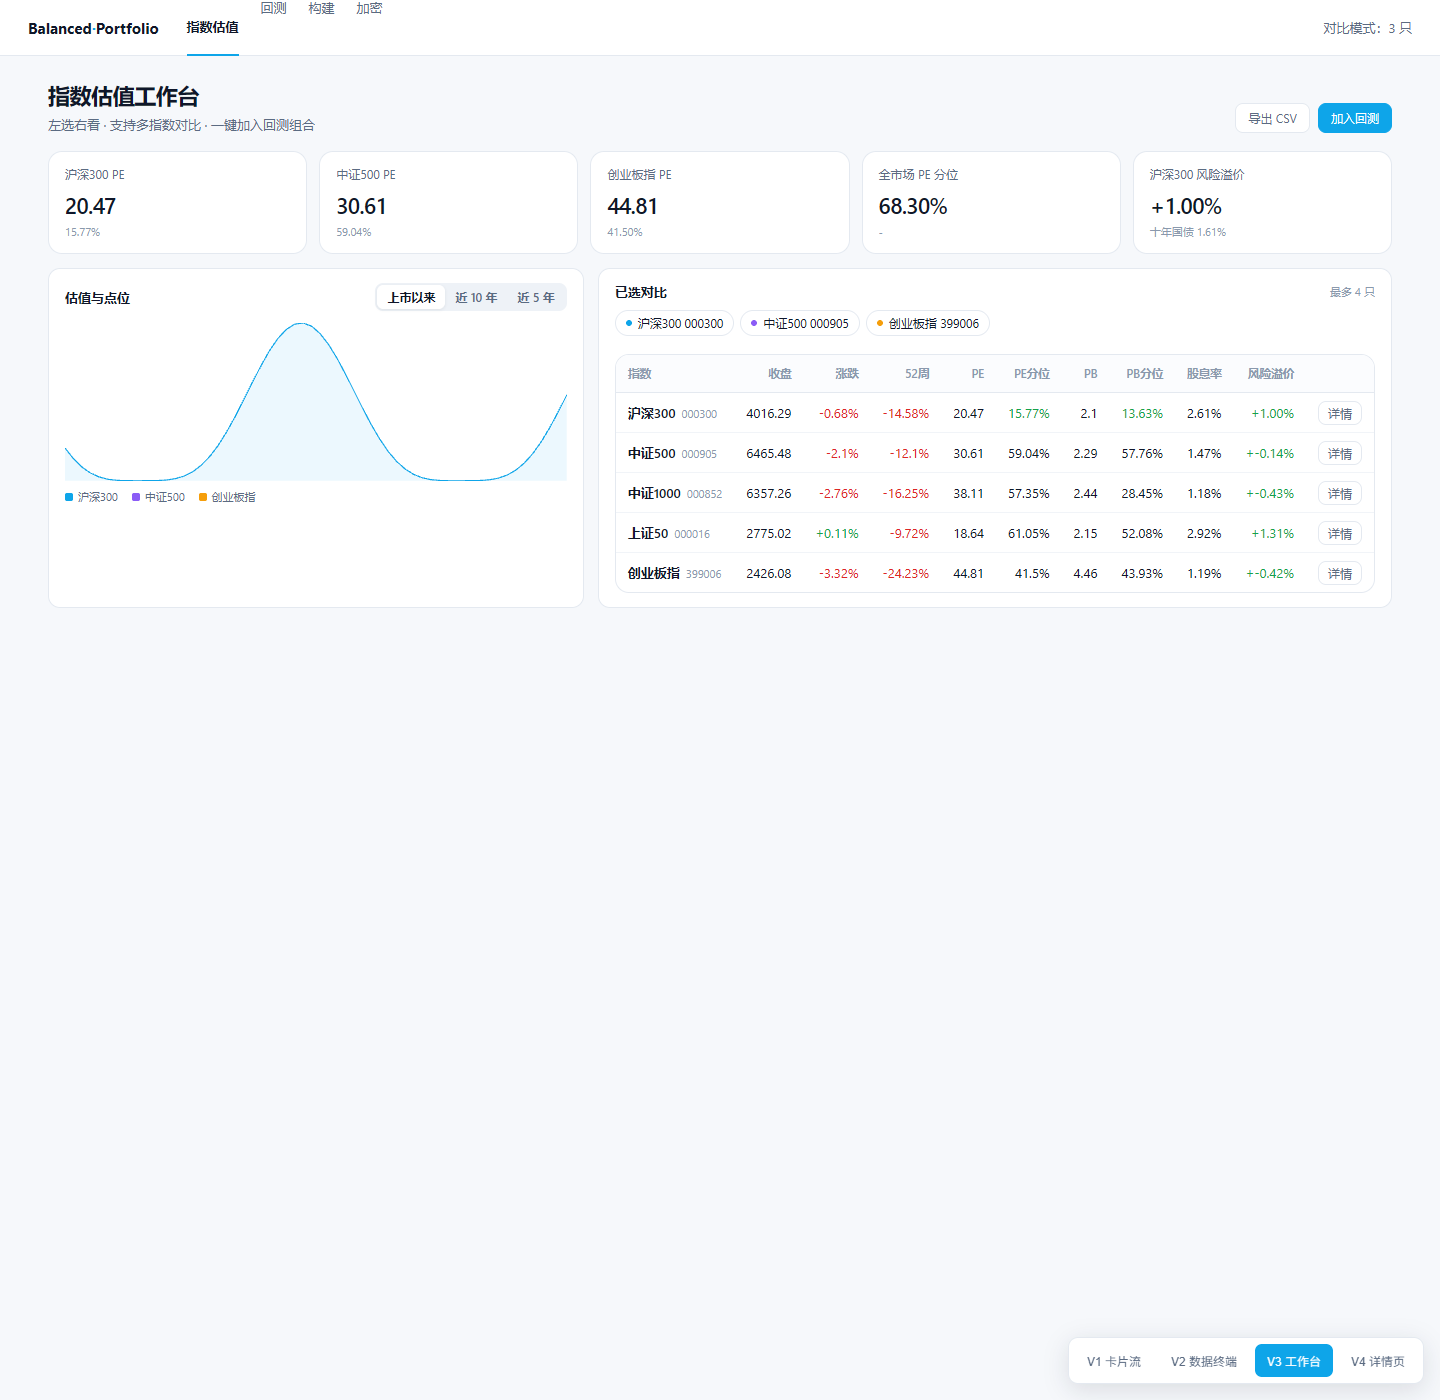 Balanced·Portfolio 指数估值 回测 构建 加密 对比模式：3 只
指数估值工作台
左选右看 · 支持多指数对比 · 一键加入回测组合
导出 CSV 加入回测
沪深300 PE
20.47
15.77%
中证500 PE
30.61
59.04%
创业板指 PE
44.81
41.50%
全市场 PE 分位
68.30%
-
沪深300 风险溢价
+1.00%
十年国债 1.61%
估值与点位 上市以来 近 10 年 近 5 年
沪深300 中证500 创业板指
已选对比 最多 4 只
沪深300 000300 中证500 000905 创业板指 399006
指数 收盘 涨跌 52周 PE PE分位 PB PB分位 股息率 风险溢价
沪深300 000300 4016.29 -0.68% -14.58% 20.47 15.77% 2.1 13.63% 2.61% +1.00% 详情
中证500 000905 6465.48 -2.1% -12.1% 30.61 59.04% 2.29 57.76% 1.47% +-0.14% 详情
中证1000 000852 6357.26 -2.76% -16.25% 38.11 57.35% 2.44 28.45% 1.18% +-0.43% 详情
上证50 000016 2775.02 +0.11% -9.72% 18.64 61.05% 2.15 52.08% 2.92% +1.31% 详情
创业板指 399006 2426.08 -3.32% -24.23% 44.81 41.5% 4.46 43.93% 1.19% +-0.42% 详情
V1 卡片流 V2 数据终端 V3 工作台 V4 详情页